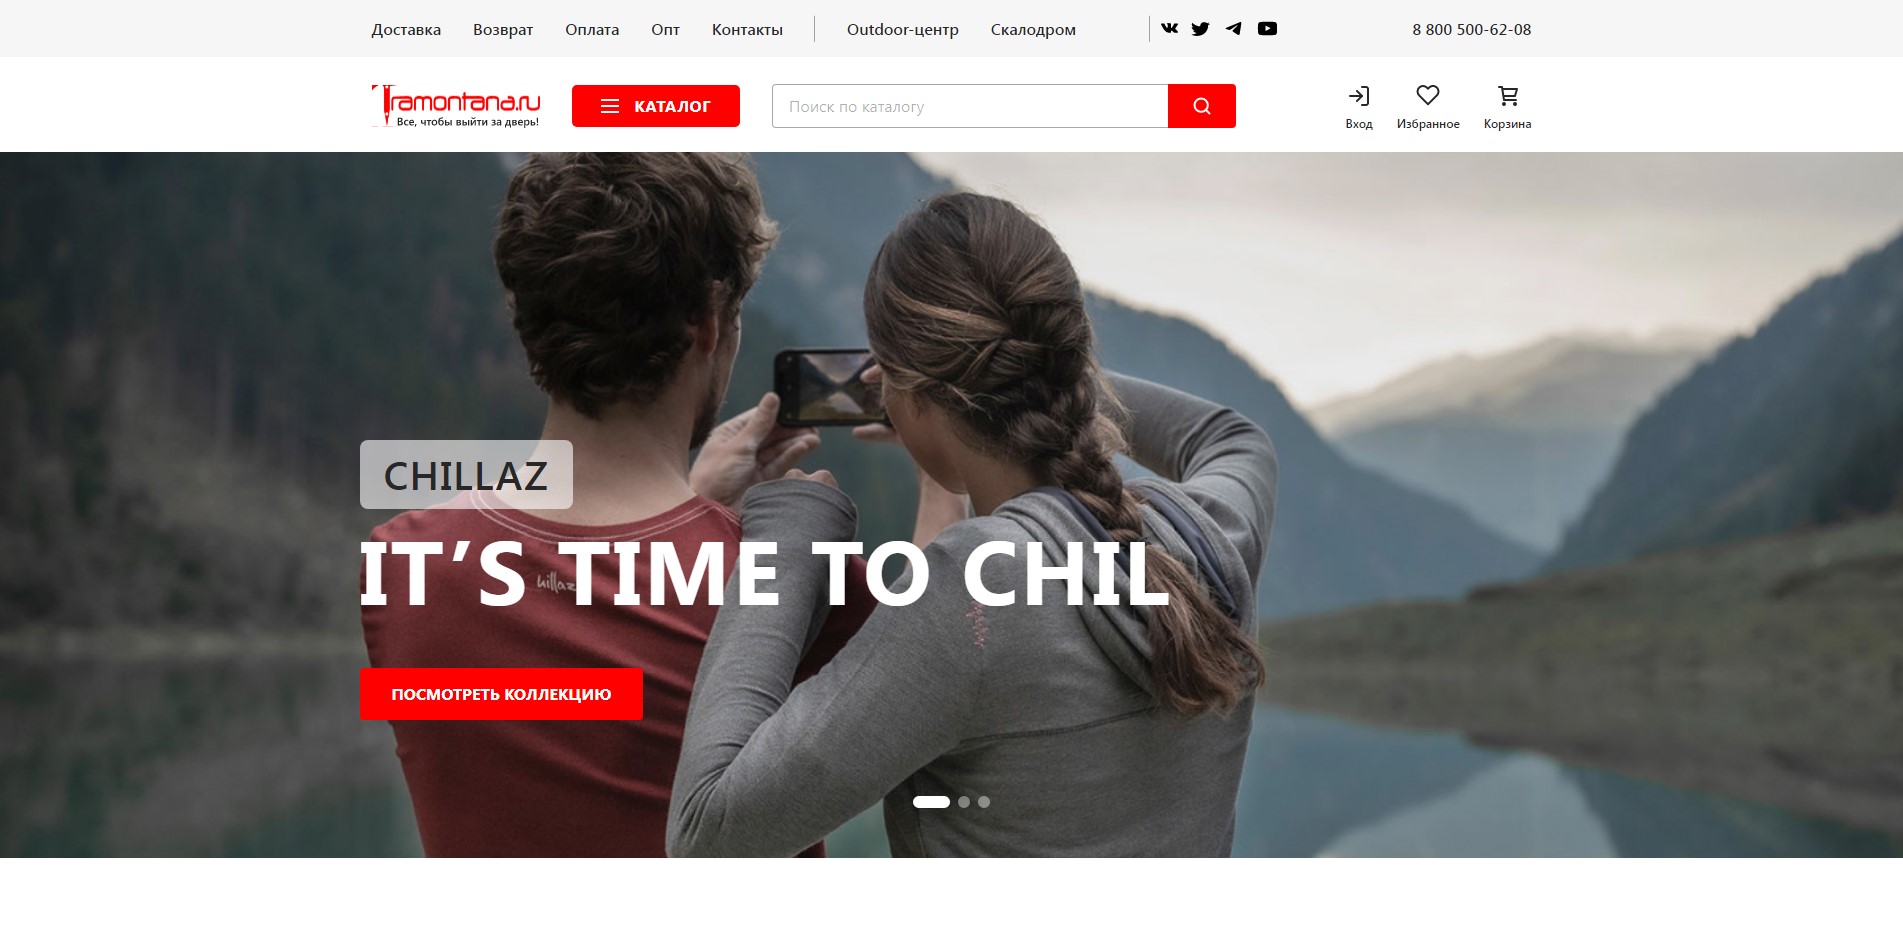 Доставка Возврат Оплата Опт Контакты Outdoor-центр Скалодром 8 800 500-62-08
Tramontana.ru
Все, чтобы выйти за дверь!
КАТАЛОГ
Поиск по каталогу
Вход Избранное Корзина
CHILLAZ
IT’S TIME TO CHIL
hillaz
ПОСМОТРЕТЬ КОЛЛЕКЦИЮ